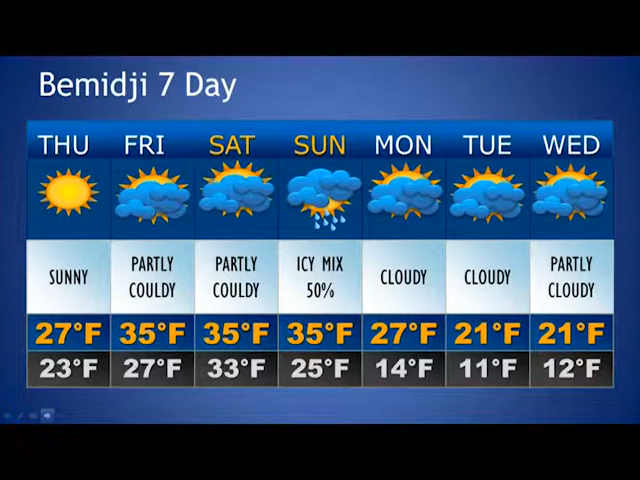 Bemidji 7 Day
THU FRI SAT SUN MON TUE WED
SUNNY
PARTLY
COULDY
PARTLY
COULDY
ICY MIX
50%
CLOUDY
CLOUDY
PARTLY
CLOUDY
27°F 35°F 35°F 35°F 27°F 21°F 21°F
23°F 27°F 33°F 25°F 14°F 11°F 12°F